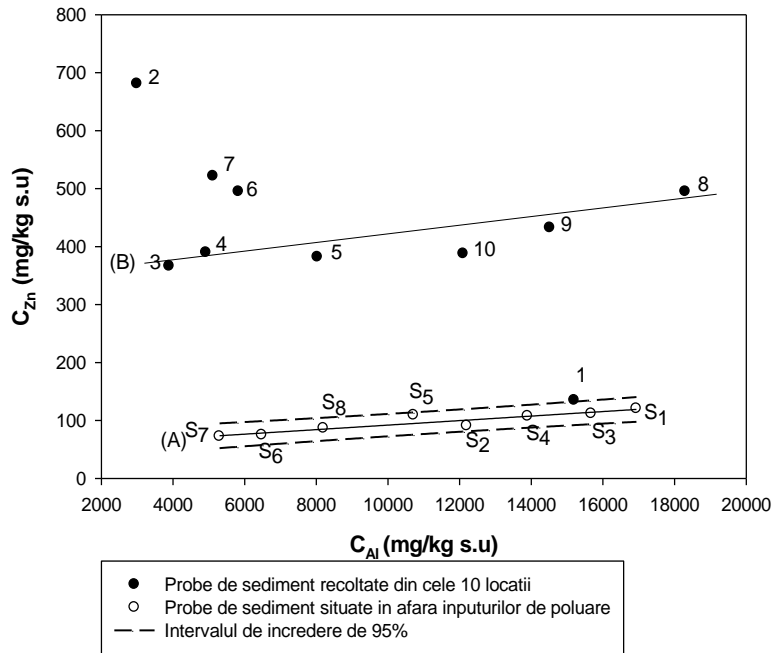 800
700
600
500
400
300
200
100
0
C_Zn (mg/kg s.u)
2
7
6
8
9
4
(B) 3
5
10
1
S5
S8
(A) S7
S6
S2
S4
S3
S1
2000 4000 6000 8000 10000 12000 14000 16000 18000 20000
C_Al (mg/kg s.u)
Probe de sediment recoltate din cele 10 locatii
Probe de sediment situate in afara inputurilor de poluare
Intervalul de incredere de 95%